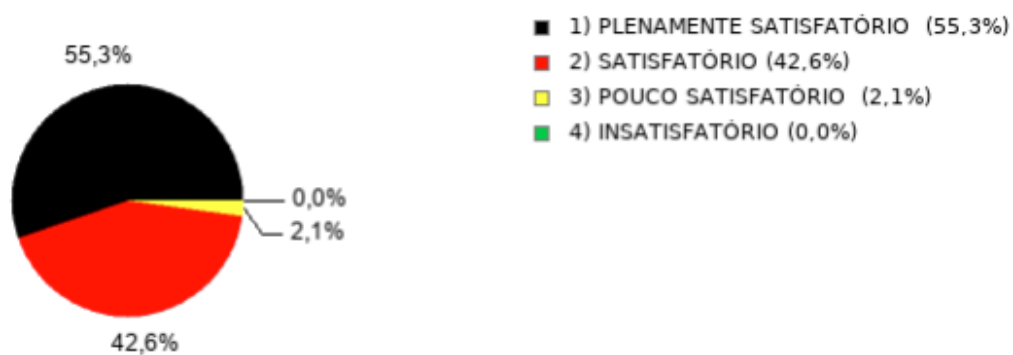 55,3%
0,0%
2,1%
42,6%
1) PLENAMENTE SATISFATÓRIO (55,3%)
2) SATISFATÓRIO (42,6%)
3) POUCO SATISFATÓRIO (2,1%)
4) INSATISFATÓRIO (0,0%)